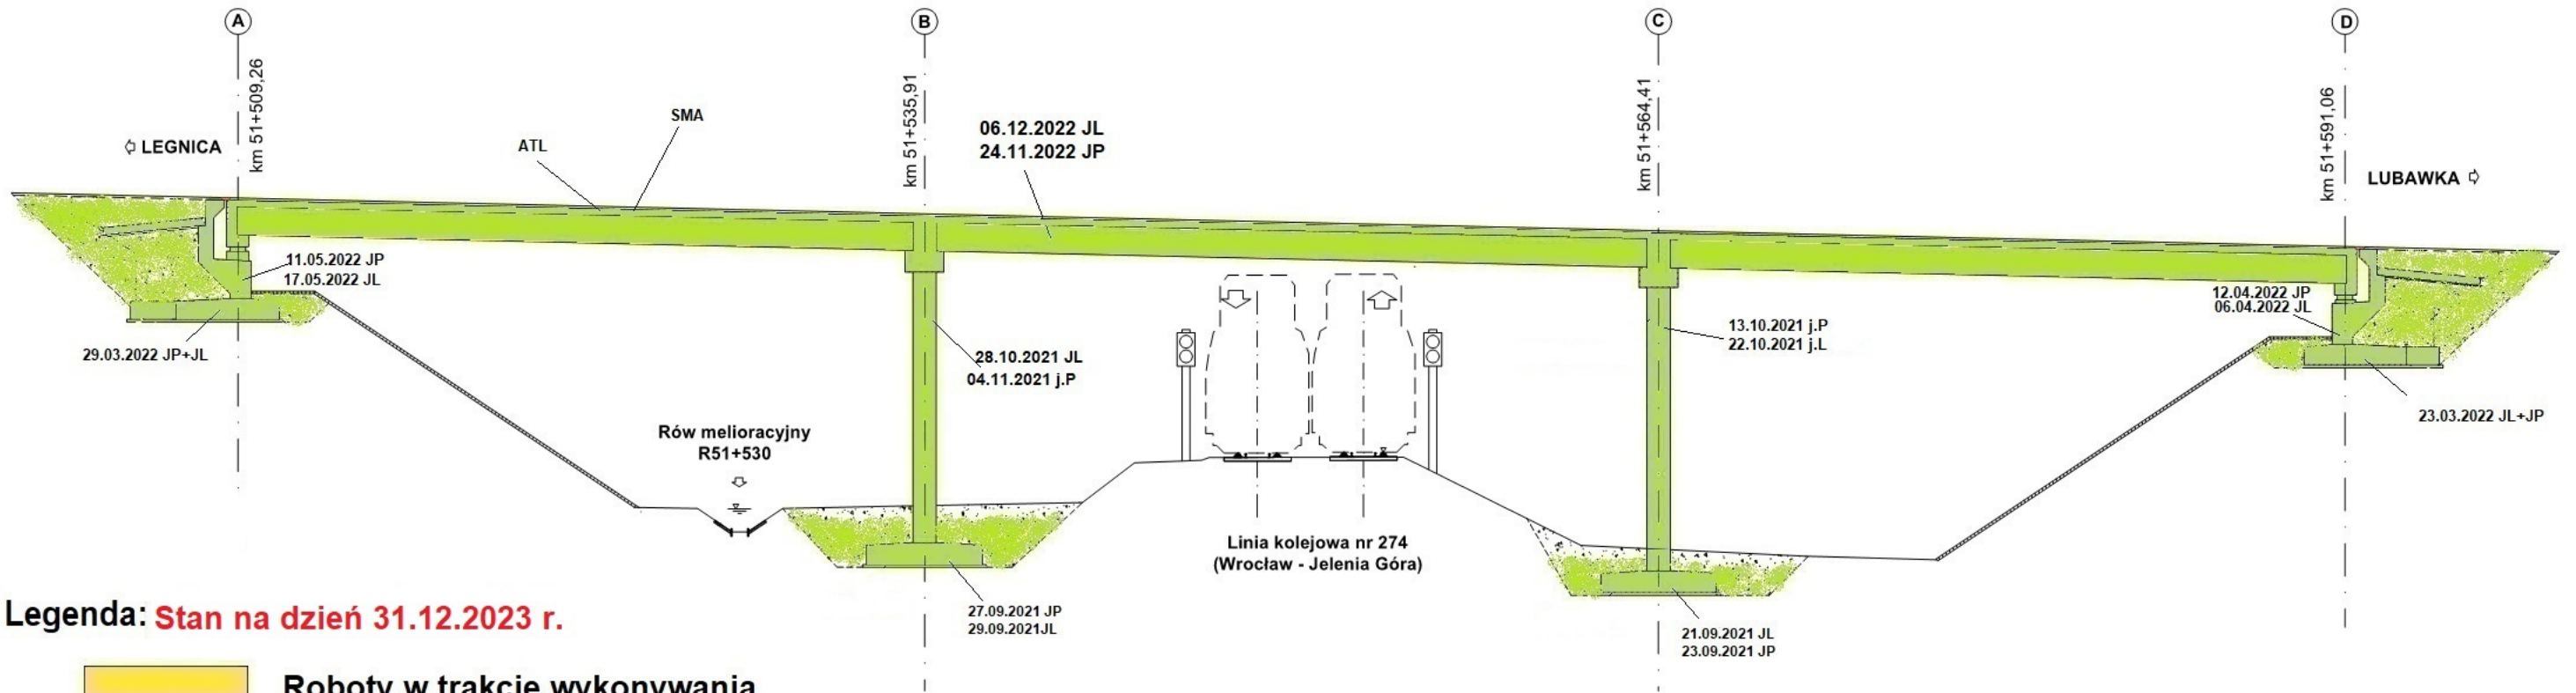 A
B
C
D
km 51+509,26
km 51+535,91
km 51+564,41
km 51+591,06
LEGNICA
ATL
SMA
06.12.2022 JL
24.11.2022 JP
LUBAWKA
11.05.2022 JP
17.05.2022 JL
29.03.2022 JP+JL
28.10.2021 JL
04.11.2021 j.P
13.10.2021 j.P
22.10.2021 j.L
12.04.2022 JP
06.04.2022 JL
23.03.2022 JL+JP
Rów melioracyjny
R51+530
Linia kolejowa nr 274
(Wrocław - Jelenia Góra)
27.09.2021 JP
29.09.2021JL
21.09.2021 JL
23.09.2021 JP
Legenda: Stan na dzień 31.12.2023 r.
Roboty w trakcie wykonywania